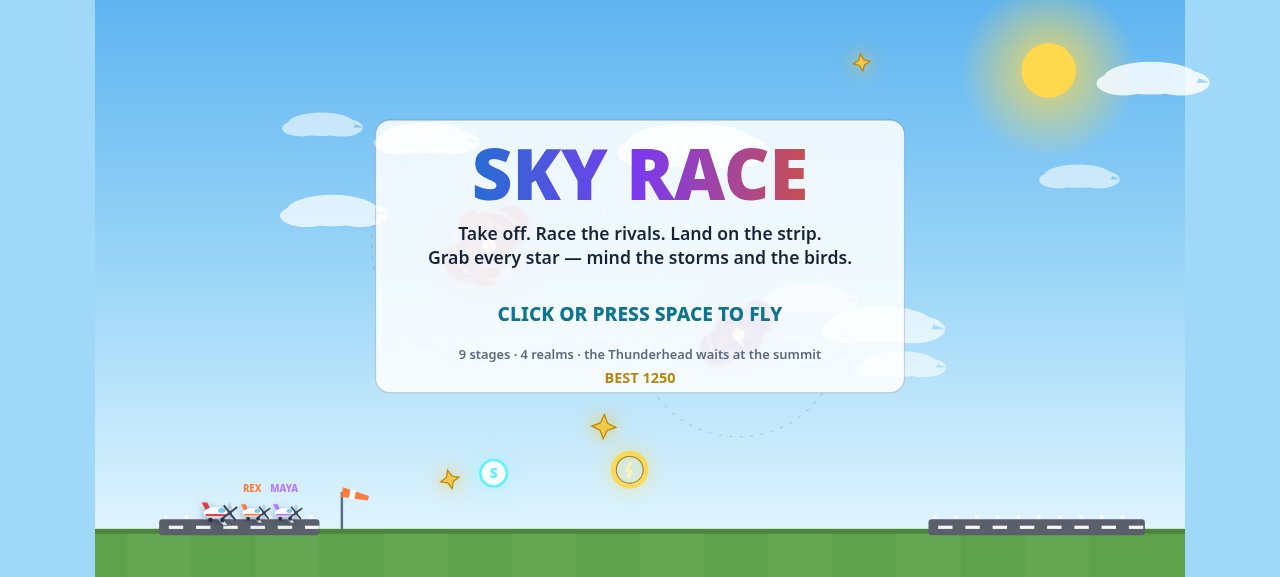 SKY RACE
Take off. Race the rivals. Land on the strip.
Grab every star — mind the storms and the birds.
CLICK OR PRESS SPACE TO FLY
9 stages · 4 realms · the Thunderhead waits at the summit
BEST 1250
$
REX MAYA